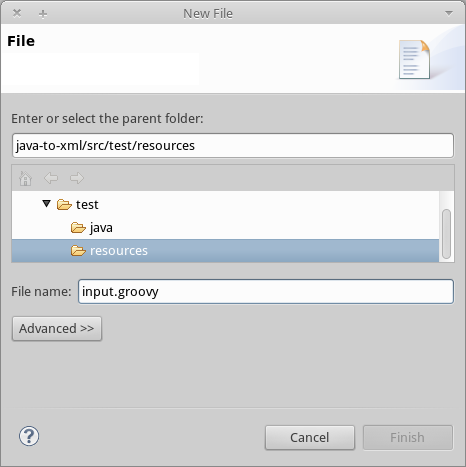 New File
File
Enter or select the parent folder:
java-to-xml/src/test/resources
test
java
resources
File name: input.groovy
Advanced >>
? Cancel Finish